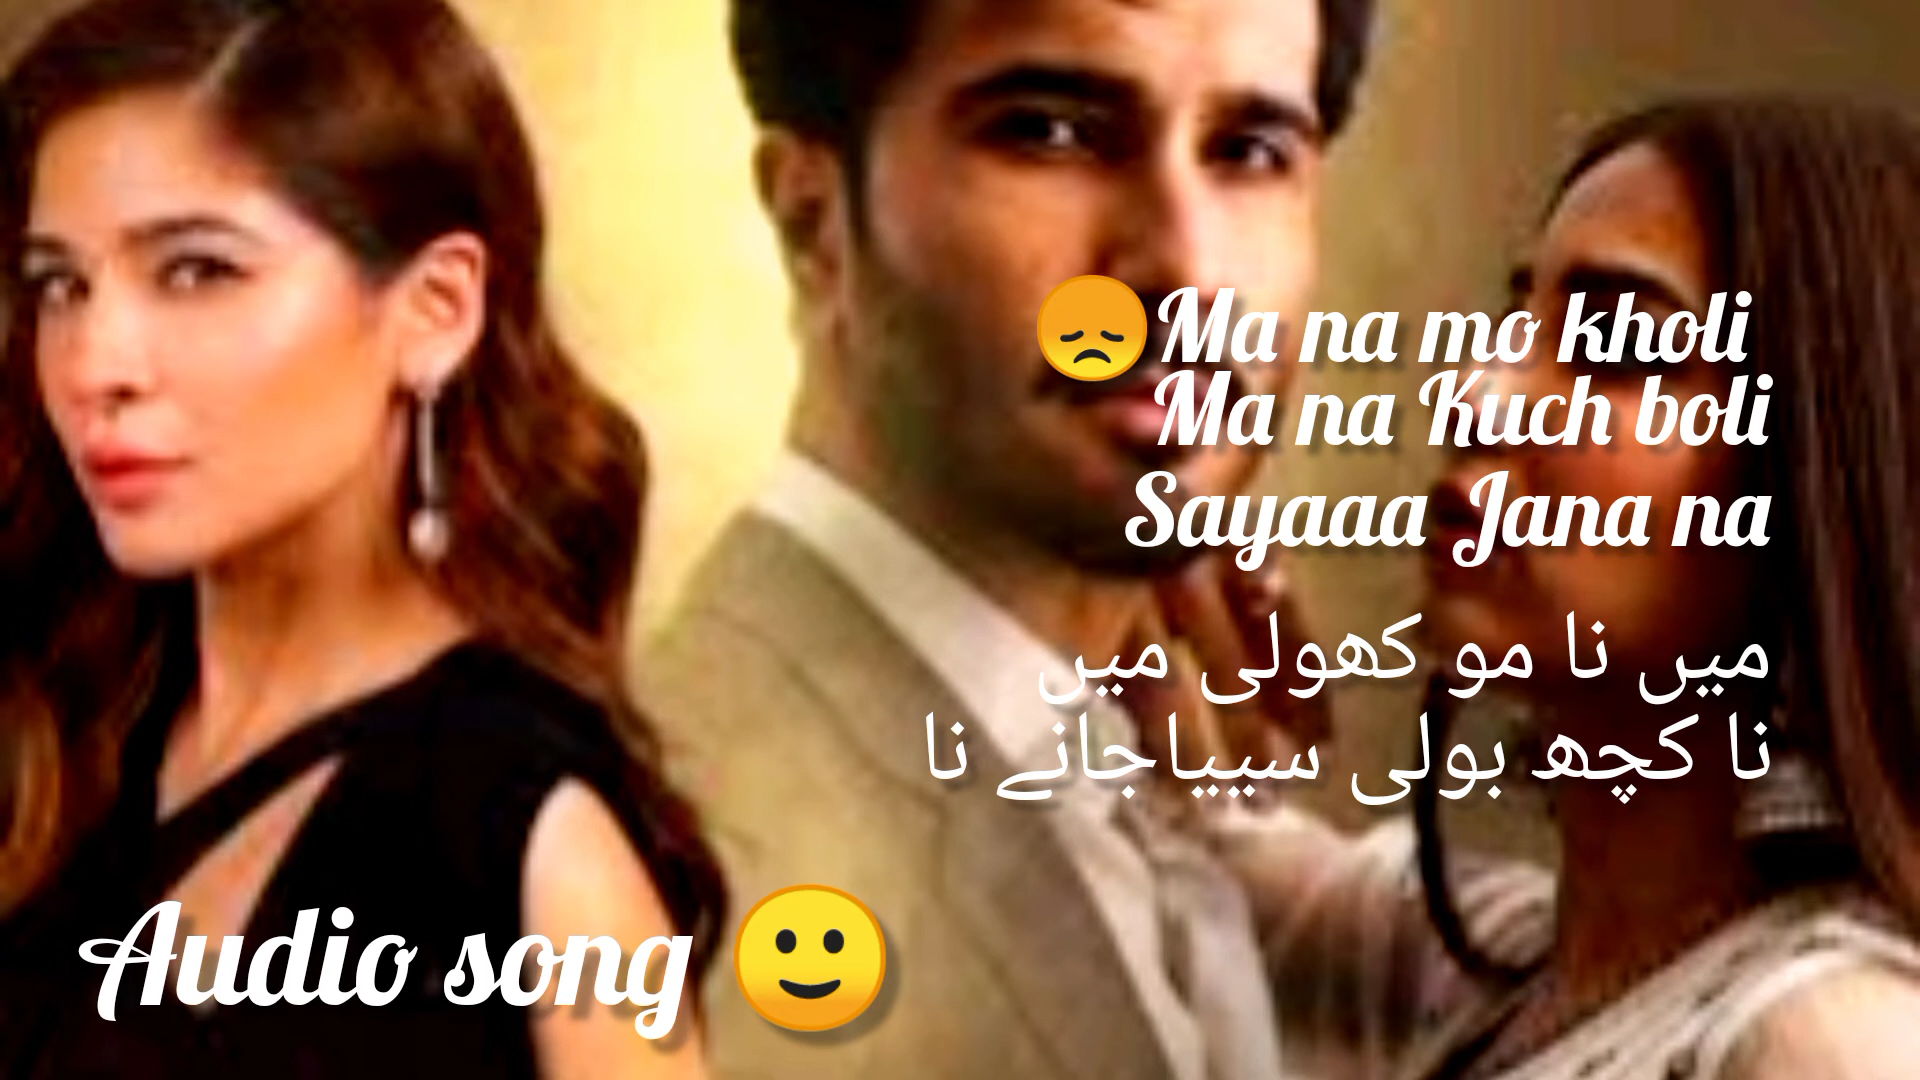 😞Ma na mo kholi
Ma na Kuch boli
Sayaaa Jana na
میں نا مو کھولی میں
نا کچھ بولی سیییاجانے نا
Audio song 🙂